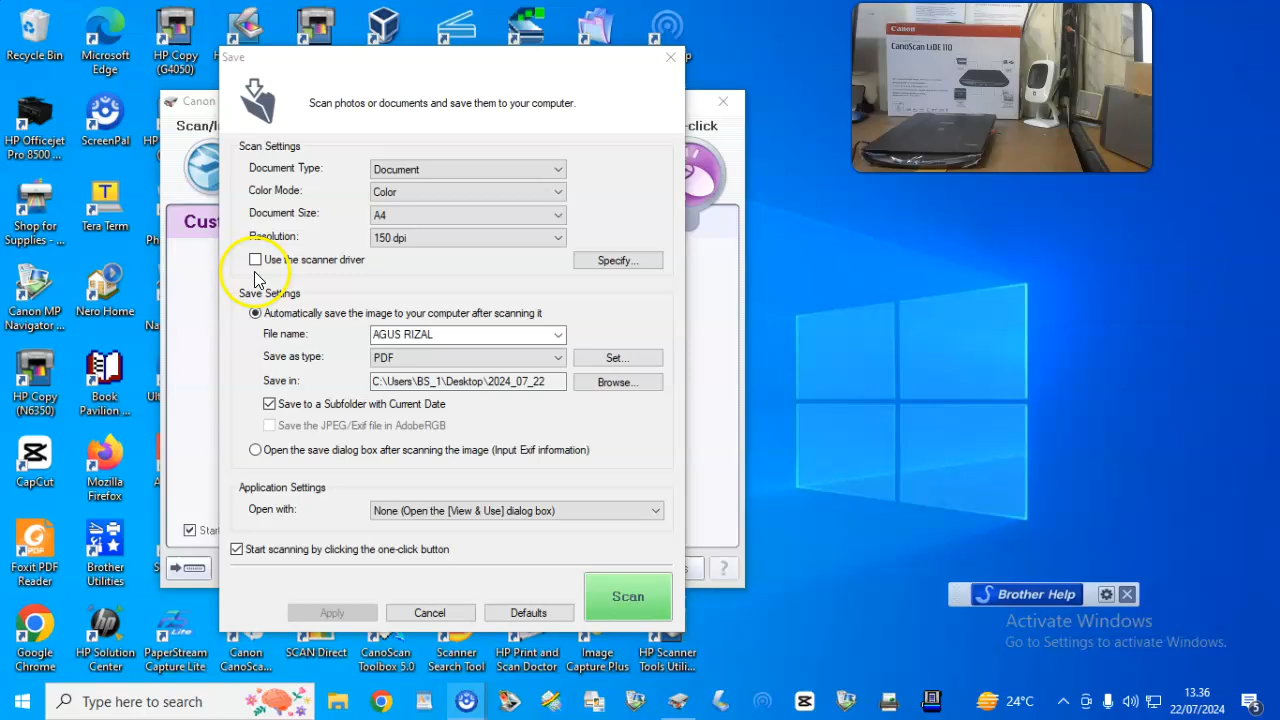 Recycle Bin
Microsoft Edge
HP Copy (G4050)
HP Officejet Pro 8500 ...
ScreenPal
Shop for Supplies - ...
Tera Term
Canon MP Navigator ...
Nero Home
HP Copy (N6350)
Book Pavilion ...
CapCut
Mozilla Firefox
Foxit PDF Reader
Brother Utilities
Google Chrome
HP Solution Center
PaperStream Capture Lite
Canon CanoSca...
SCAN Direct
CanoScan Toolbox 5.0
Scanner Search Tool
HP Print and Scan Doctor
Image Capture Plus
HP Scanner Tools Utili...
Canon
Scan/I
-click
Cust
Start
Save
Scan photos or documents and save them to your computer.
Scan Settings
Document Type: Document
Color Mode: Color
Document Size: A4
Resolution: 150 dpi
Use the scanner driver
Specify...
Save Settings
Automatically save the image to your computer after scanning it
File name: AGUS RIZAL
Save as type: PDF
Set...
Save in: C:\Users\BS_1\Desktop\2024_07_22
Browse...
Save to a Subfolder with Current Date
Save the JPEG/Exif file in AdobeRGB
Open the save dialog box after scanning the image (Input Exif information)
Application Settings
Open with: None (Open the [View & Use] dialog box)
Start scanning by clicking the one-click button
Apply
Cancel
Defaults
Scan
Canon
CanoScan LiDE 110
Brother Help
Activate Windows
Go to Settings to activate Windows.
Type here to search
24°C
13.36
22/07/2024
5